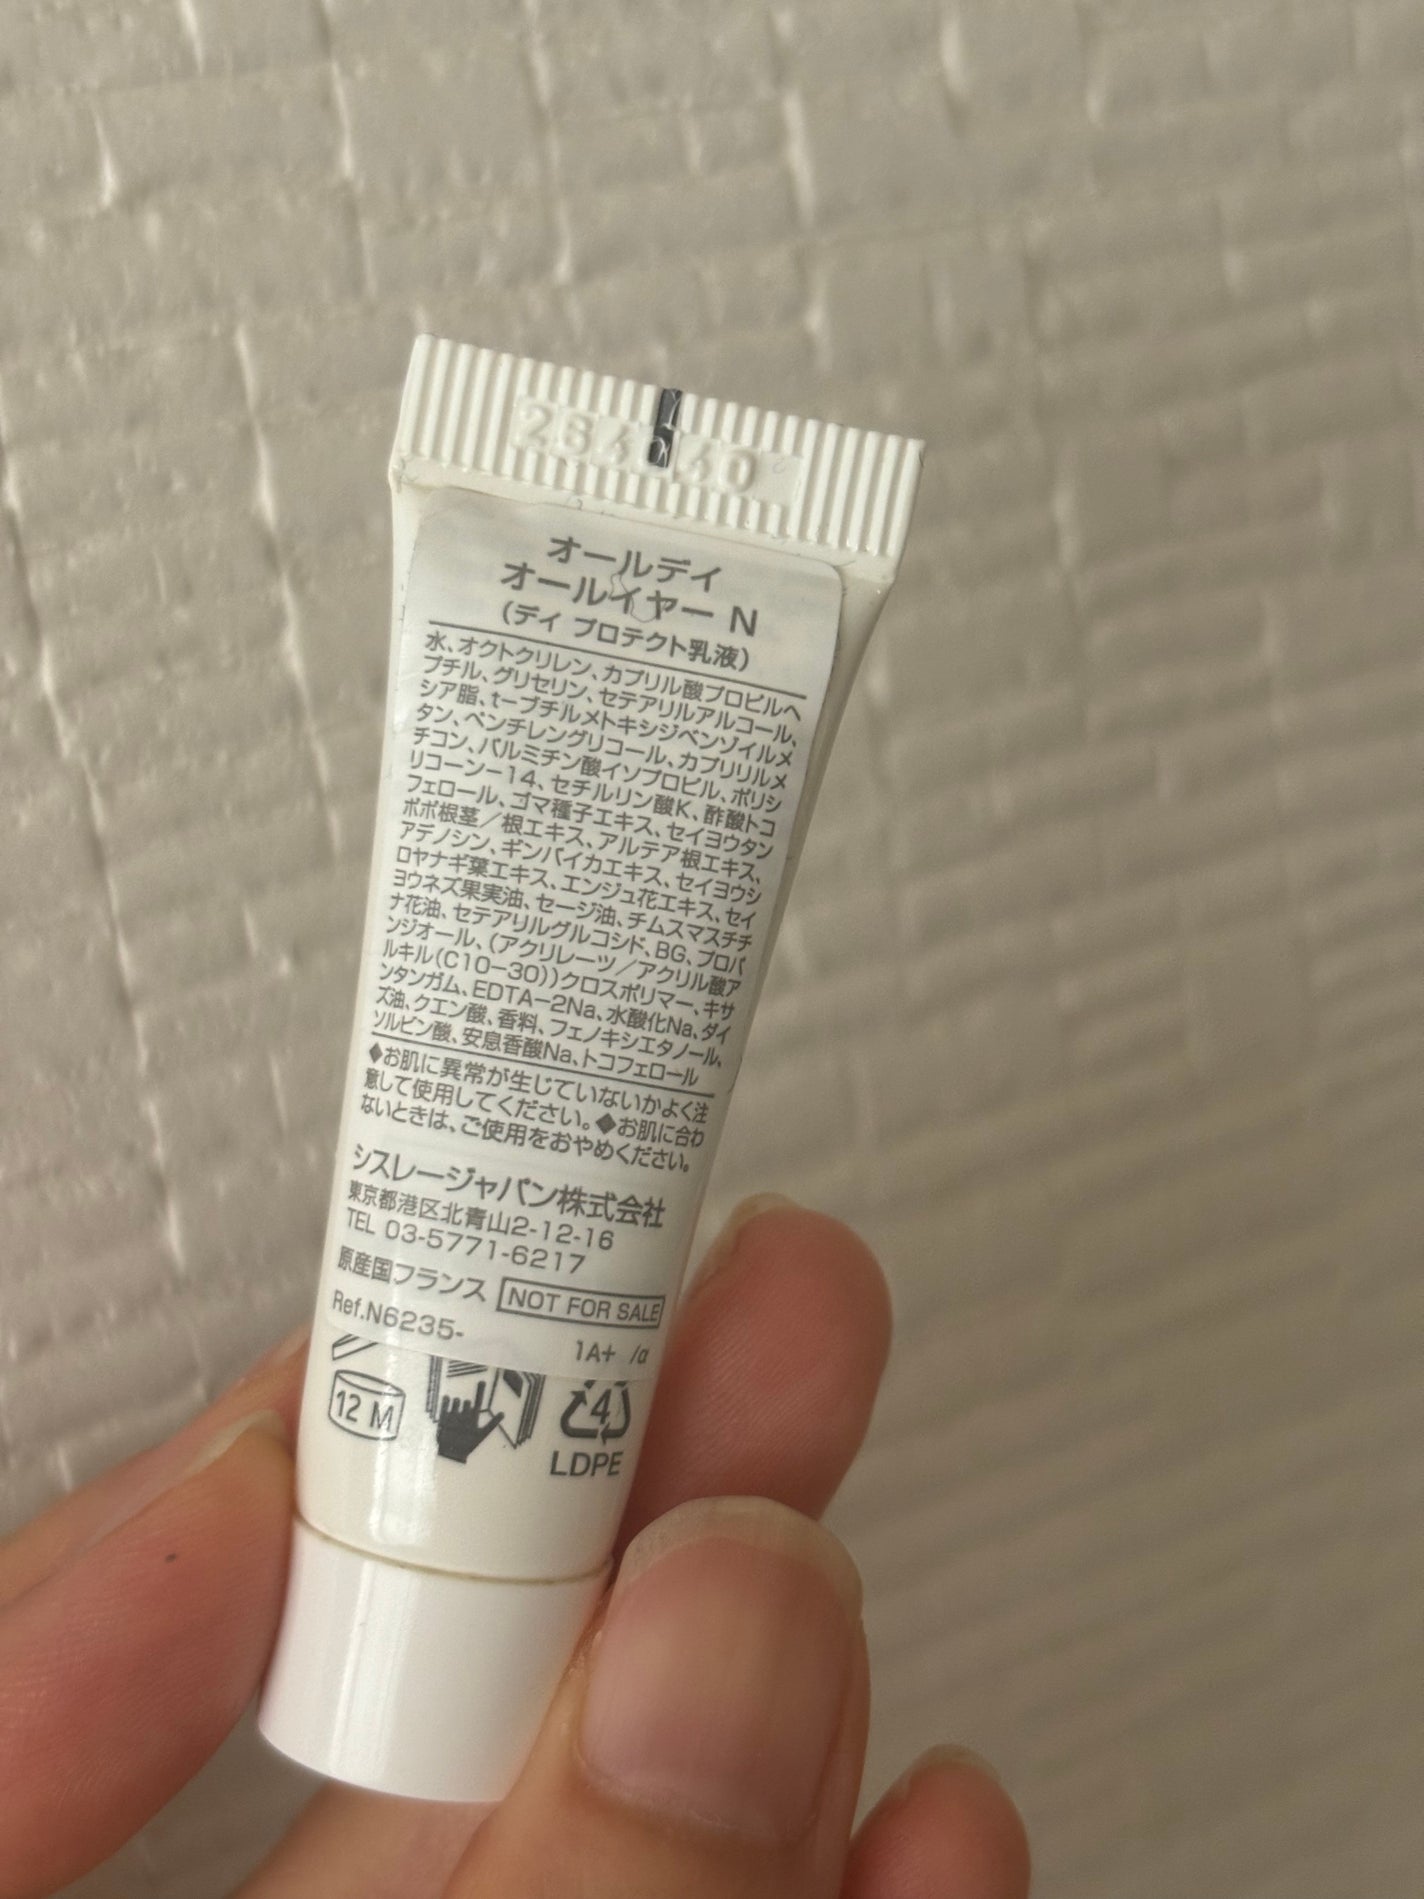 オールデイ
オールイヤー N
（デイ プロテクト乳液）
水、オクトクリレン、カプリル酸プロピルヘ
プチル、グリセリン、セテアリルアルコール、
シア脂、t－ブチルメトキシジベンゾイルメ
タン、ペンチレングリコール、カプリリルメ
チコン、パルミチン酸イソプロピル、ポリシ
リコーン－14、セチルリン酸K、酢酸トコ
フェロール、ゴマ種子エキス、セイヨウタン
ポポ根茎／根エキス、アルテア根エキス、
アデノシン、ギンバイカエキス、セイヨウシ
ロヤナギ葉エキス、エンジュ花エキス、セイ
ヨウネズ果実油、セージ油、チムスマスチチ
ナ花油、セテアリルグルコシド、BG、プロパ
ンジオール、（アクリレーツ／アクリル酸ア
ルキル（C10－30））クロスポリマー、キサ
ンタンガム、EDTA－2Na、水酸化Na、ダイ
ズ油、クエン酸、香料、フェノキシエタノール、
ソルビン酸、安息香酸Na、トコフェロール
◆お肌に異常が生じていないかよく注
意して使用してください。◆お肌に合わ
ないときは、ご使用をおやめください。
シスレージャパン株式会社
東京都港区北青山2-12-16
TEL 03-5771-6217
原産国フランス NOT FOR SALE
Ref.N6235-
1A+ /α
12 M
4
LDPE